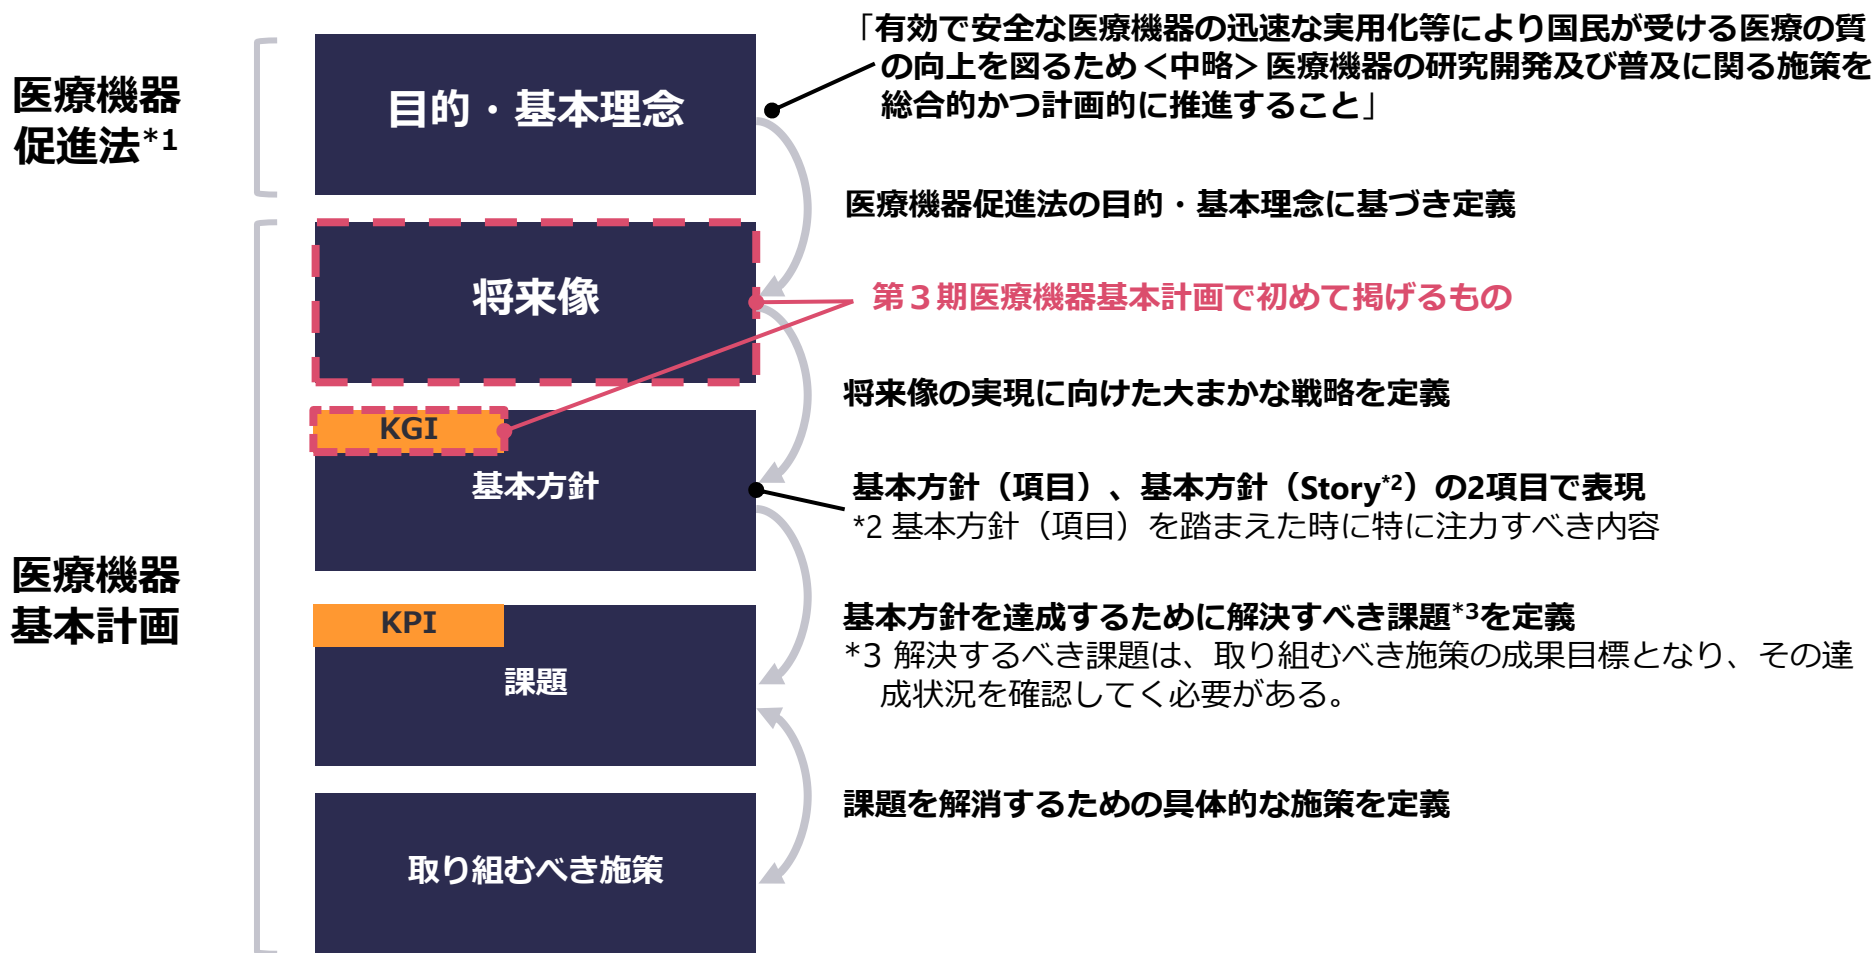 医療機器
促進法*1
目的・基本理念
「有効で安全な医療機器の迅速な実用化等により国民が受ける医療の質
の向上を図るため＜中略＞医療機器の研究開発及び普及に関る施策を
総合的かつ計画的に推進すること」
医療機器促進法の目的・基本理念に基づき定義
医療機器
基本計画
将来像
第３期医療機器基本計画で初めて掲げるもの
将来像の実現に向けた大まかな戦略を定義
KGI
基本方針
基本方針（項目）、基本方針（Story*2）の2項目で表現
*2 基本方針（項目）を踏まえた時に特に注力すべき内容
KPI
課題
基本方針を達成するために解決すべき課題*3を定義
*3 解決するべき課題は、取り組むべき施策の成果目標となり、その達
成状況を確認してく必要がある。
課題を解消するための具体的な施策を定義
取り組むべき施策